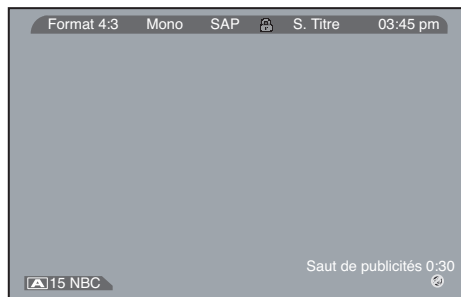 Format 4:3 Mono SAP S. Titre 03:45 pm
Saut de publicités 0:30
A 15 NBC